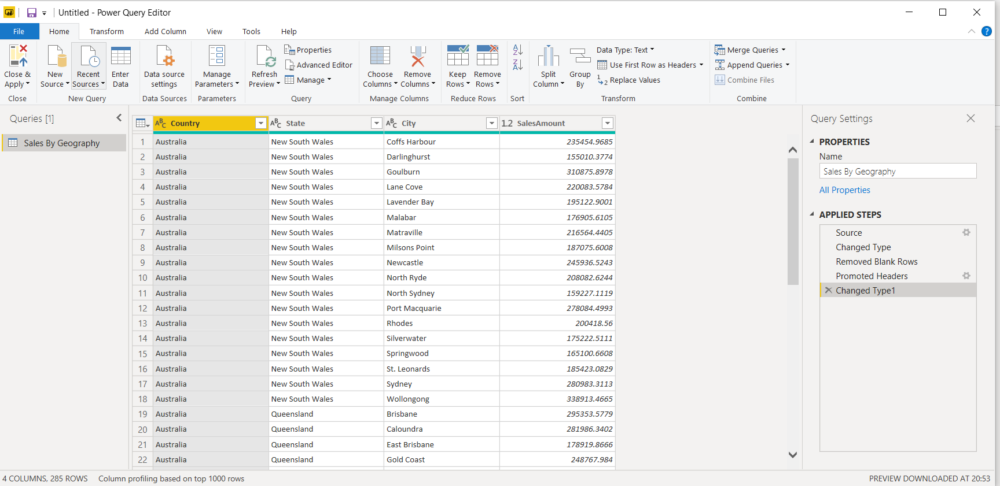 Untitled - Power Query Editor
File Home Transform Add Column View Tools Help
Close & Apply
New Source
Recent Sources
Enter Data
Data source settings
Manage Parameters
Refresh Preview
Properties
Advanced Editor
Manage
Choose Columns
Remove Columns
Keep Rows
Remove Rows
Split Column
Group By
Data Type: Text
Use First Row as Headers
Replace Values
Merge Queries
Append Queries
Combine Files
Close New Query Data Sources Parameters Query Manage Columns Reduce Rows Sort Transform Combine
Queries [1]
Sales By Geography
Country State City 1.2 SalesAmount
1 Australia New South Wales Coffs Harbour 235454.9685
2 Australia New South Wales Darlinghurst 155010.3774
3 Australia New South Wales Goulburn 310875.8978
4 Australia New South Wales Lane Cove 220083.5784
5 Australia New South Wales Lavender Bay 195122.9001
6 Australia New South Wales Malabar 176905.6105
7 Australia New South Wales Matraville 216564.4405
8 Australia New South Wales Milsons Point 187075.6008
9 Australia New South Wales Newcastle 245936.5243
10 Australia New South Wales North Ryde 208082.6244
11 Australia New South Wales North Sydney 159227.1119
12 Australia New South Wales Port Macquarie 278084.4993
13 Australia New South Wales Rhodes 200418.56
14 Australia New South Wales Silverwater 175222.5111
15 Australia New South Wales Springwood 165100.6608
16 Australia New South Wales St. Leonards 185423.0829
17 Australia New South Wales Sydney 280983.3113
18 Australia New South Wales Wollongong 338913.4665
19 Australia Queensland Brisbane 295353.5779
20 Australia Queensland Caloundra 281986.3402
21 Australia Queensland East Brisbane 178919.8666
22 Australia Queensland Gold Coast 248767.984
Query Settings
PROPERTIES
Name
Sales By Geography
All Properties
APPLIED STEPS
Source
Changed Type
Removed Blank Rows
Promoted Headers
Changed Type1
4 COLUMNS, 285 ROWS Column profiling based on top 1000 rows
PREVIEW DOWNLOADED AT 20:53